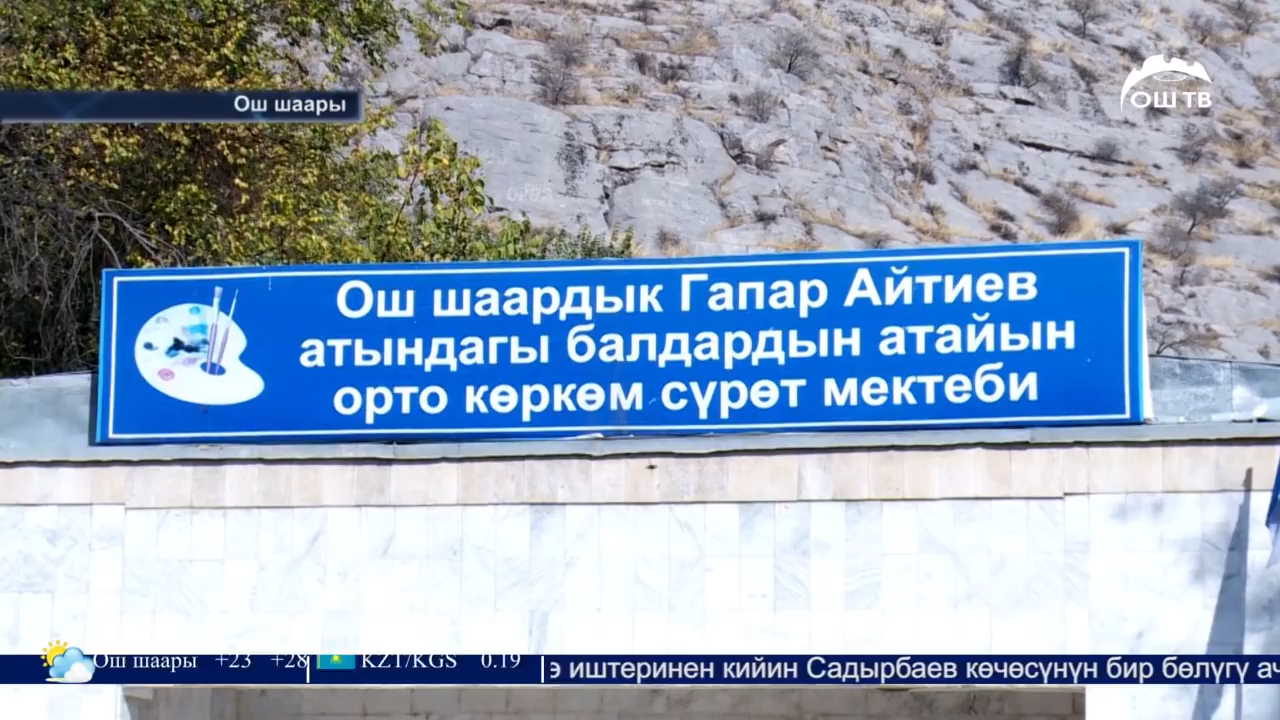 Ош шаары
ОШ ТВ
Ош шаардык Гапар Айтиев
атындагы балдардын атайын
орто көркөм сүрөт мектеби
Ош шаары +23 +28 KZT/KGS 0.19 иштеринен кийин Садырбаев көчөсүнүн бир бөлүгү